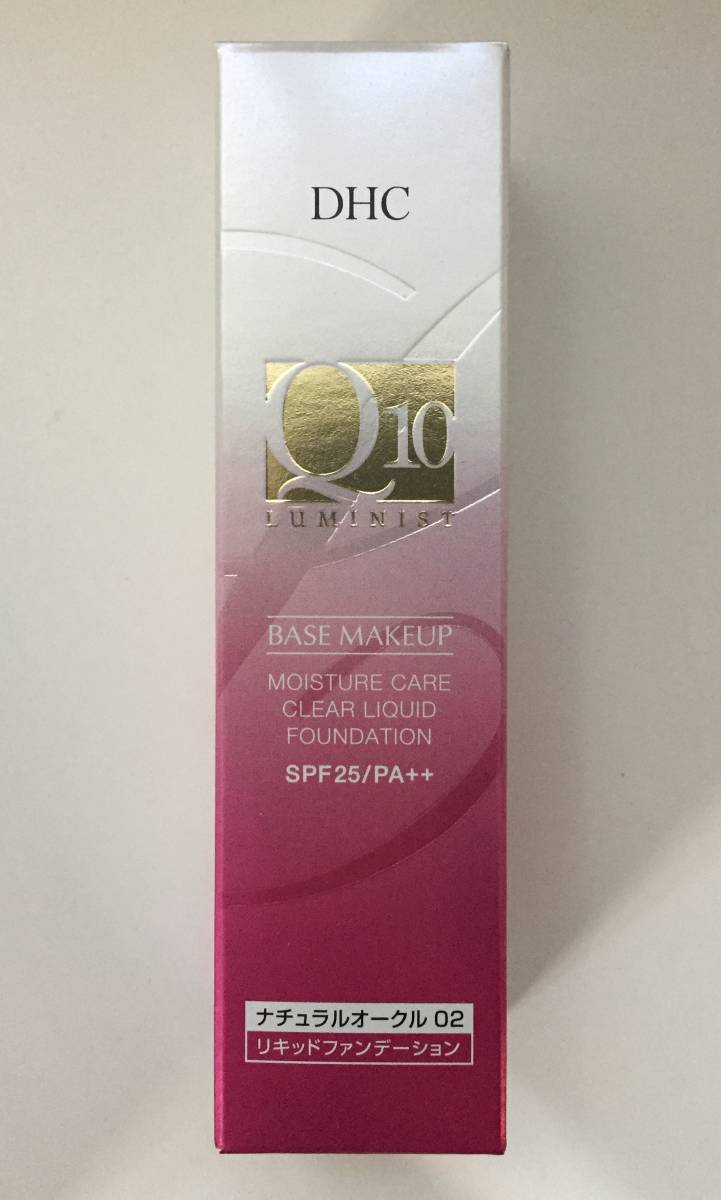 DHC
Q10
LUMINIST
BASE MAKEUP
MOISTURE CARE
CLEAR LIQUID
FOUNDATION
SPF25/PA++
ナチュラルオークル 02
リキッドファンデーション